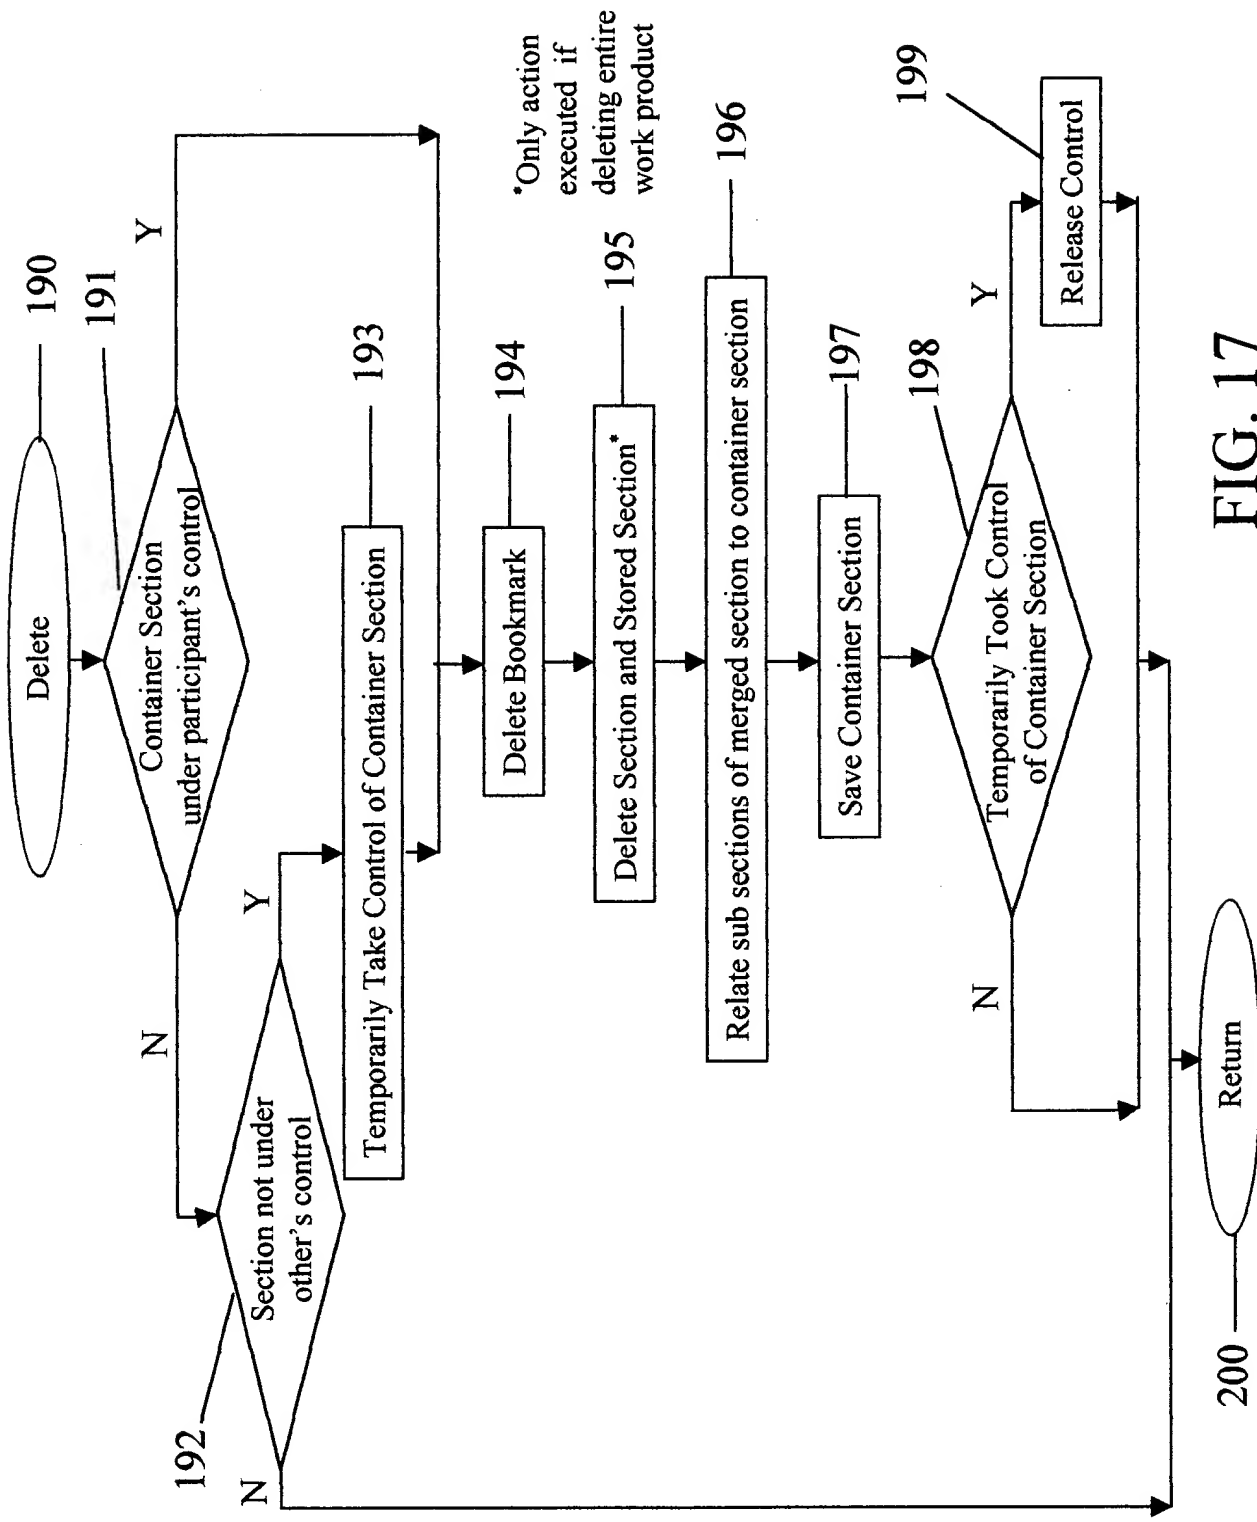 Delete
190
Container Section
under participant's control
191
N
Y
Section not under
other's control
192
N
Y
Temporarily Take Control of Container Section
193
Delete Bookmark
194
Delete Section and Stored Section*
195
*Only action
executed if
deleting entire
work product
Relate sub sections of merged section to container section
196
Save Container Section
197
Temporarily Took Control
of Container Section
198
N
Y
Release Control
199
Return
200
FIG. 17